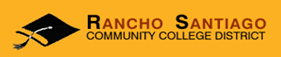 RANCHO SANTIAGO
COMMUNITY COLLEGE DISTRICT